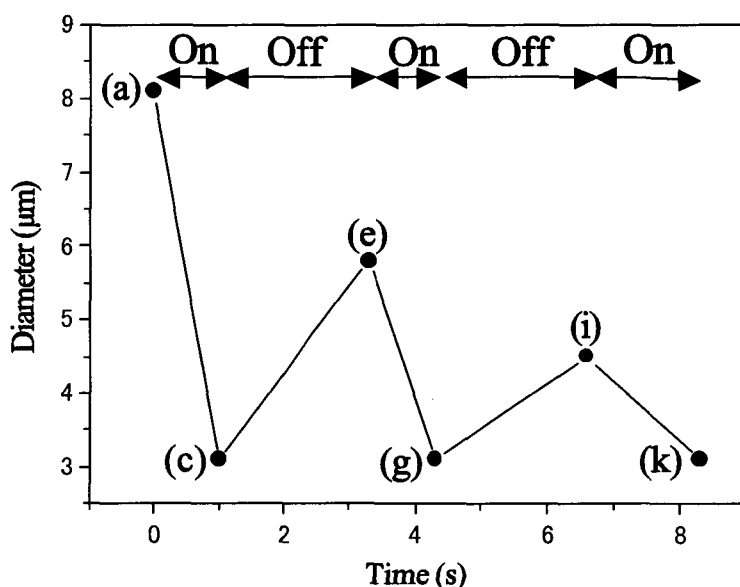 9
On Off On Off On
8
(a)
7
6
(e)
5
(i)
4
3
(c) (g) (k)
0 2 4 6 8
Time (s)
Diameter (μm)